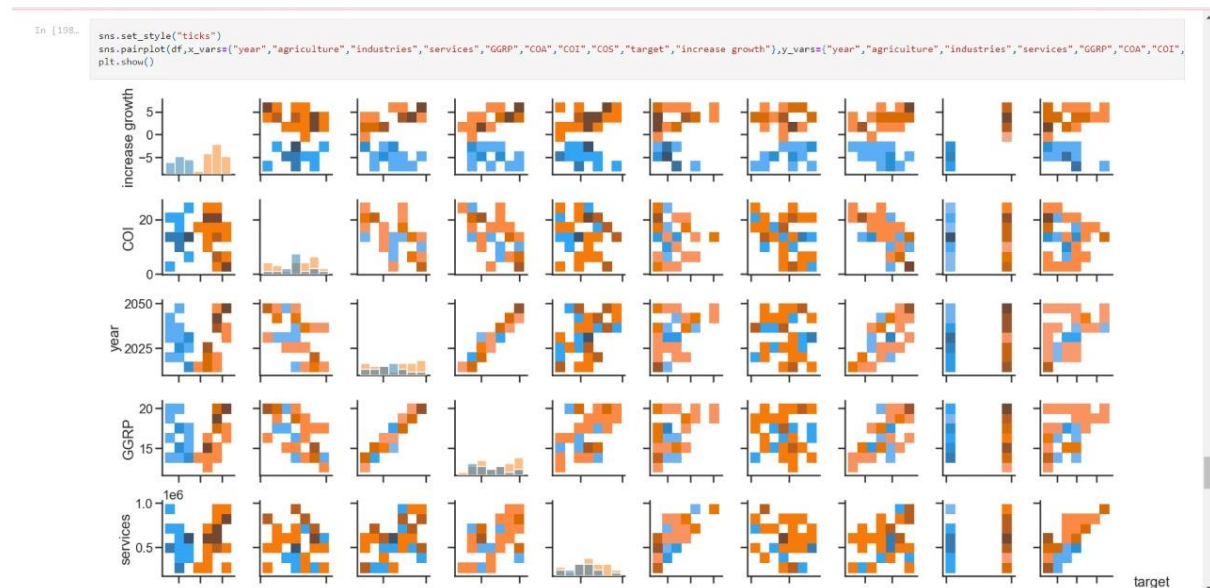 In [198…
sns.set_style("ticks")
sns.pairplot(df,x_vars={"year","agriculture","industries","services","GGRP","COA","COI","COS","target","increase growth"},y_vars={"year","agriculture","industries","services","GGRP","COA","COI",
plt.show()
increase growth
5
0
−5
COI
20
0
year
2050
2025
GGRP
20
15
services
1e6
1.0
0.5
target